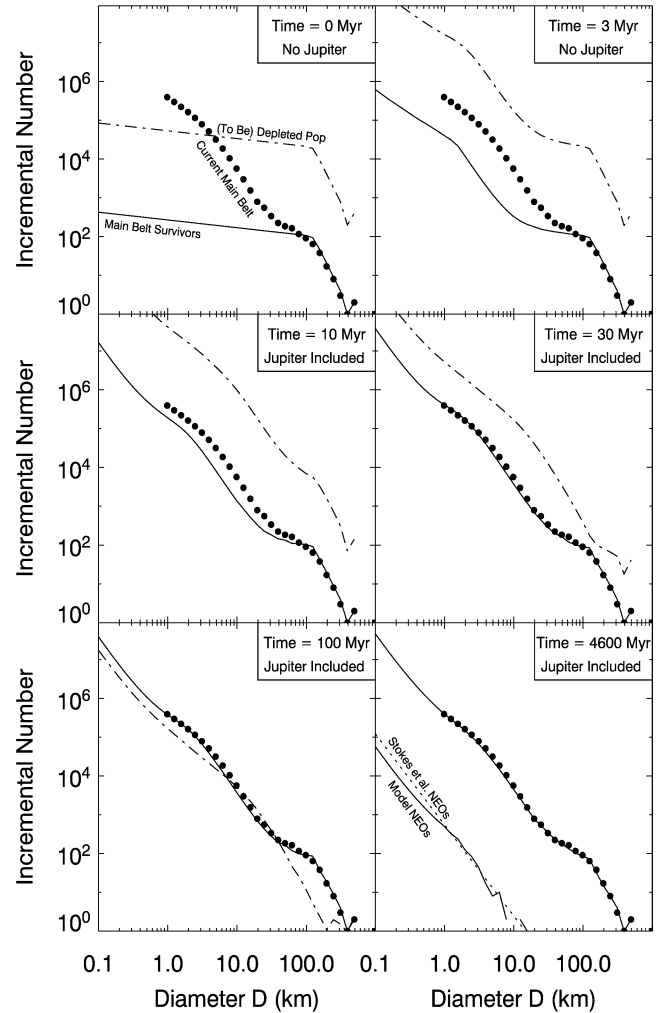 Time = 0 Myr
No Jupiter
Time = 3 Myr
No Jupiter
Incremental Number
10^6
10^4
10^2
10^0
(To Be) Depleted Pop
Current Main Belt
Main Belt Survivors
Time = 10 Myr
Jupiter Included
Time = 30 Myr
Jupiter Included
Incremental Number
10^6
10^4
10^2
10^0
Time = 100 Myr
Jupiter Included
Time = 4600 Myr
Jupiter Included
Incremental Number
10^6
10^4
10^2
10^0
Stokes et al. NEOs
Model NEOs
0.1 1.0 10.0 100.0 0.1 1.0 10.0 100.0
Diameter D (km) Diameter D (km)